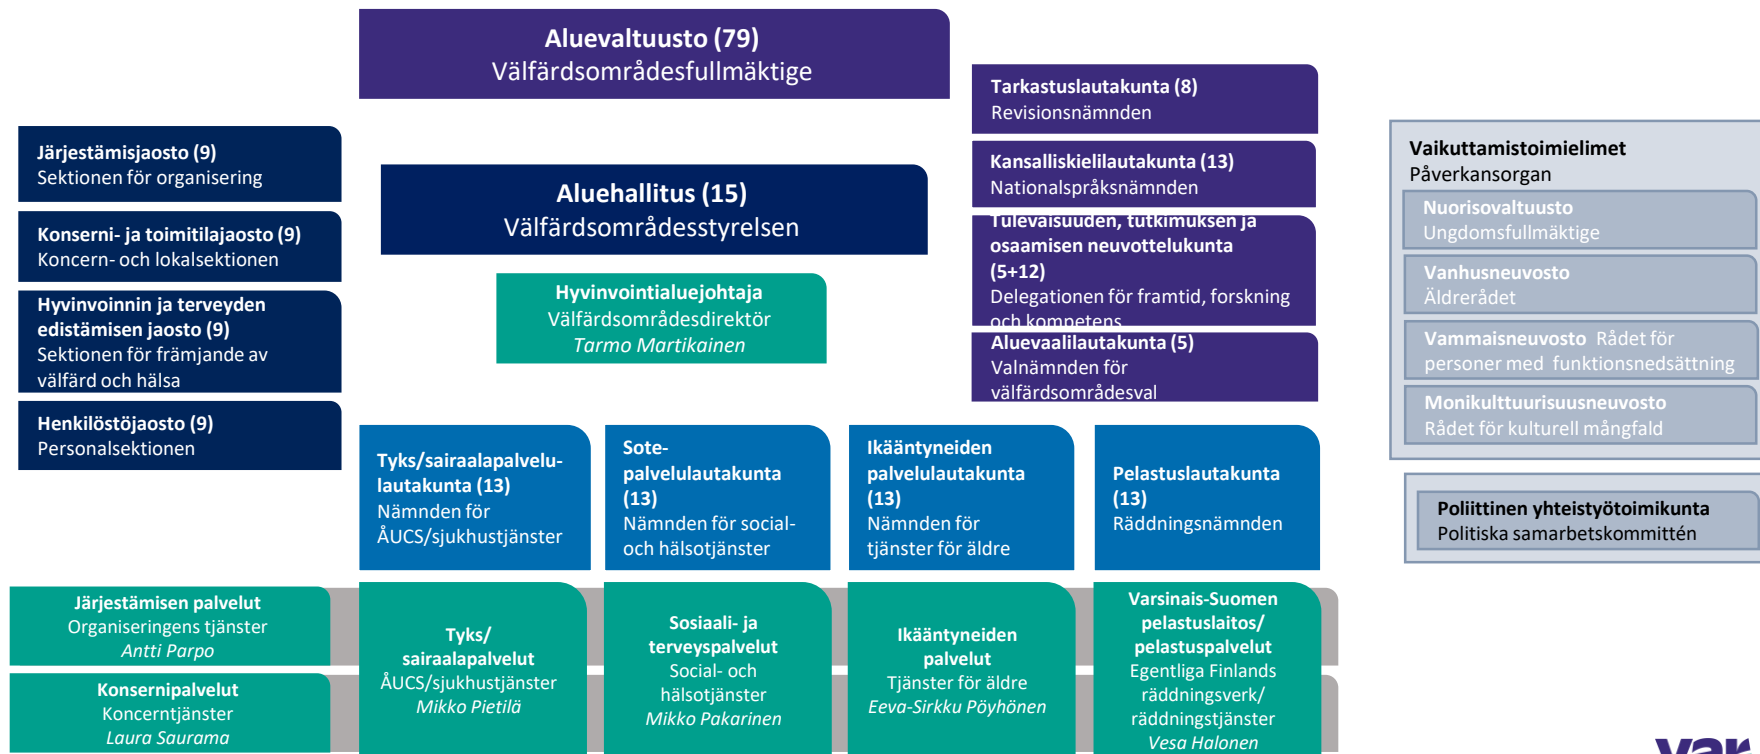 Aluevaltuusto (79)
Välfärdsområdesfullmäktige
Tarkastuslautakunta (8)
Revisionsnämnden
Kansalliskielilautakunta (13)
Nationalspråksnämnden
Tulevaisuuden, tutkimuksen ja
osaamisen neuvottelukunta
(5+12)
Delegationen för framtid, forskning
och kompetens
Aluevaalilautakunta (5)
Valnämnden för
välfärdsområdesval
Järjestämisjaosto (9)
Sektionen för organisering
Konserni- ja toimitilajaosto (9)
Koncern- och lokalsektionen
Hyvinvoinnin ja terveyden
edistämisen jaosto (9)
Sektionen för främjande av
välfärd och hälsa
Henkilöstöjaosto (9)
Personalsektionen
Aluehallitus (15)
Välfärdsområdesstyrelsen
Hyvinvointialuejohtaja
Välfärdsområdesdirektör
Tarmo Martikainen
Vaikuttamistoimielimet
Påverkansorgan
Nuorisovaltuusto
Ungdomsfullmäktige
Vanhusneuvosto
Äldrerådet
Vammaisneuvosto Rådet för
personer med funktionsnedsättning
Monikulttuurisuusneuvosto
Rådet för kulturell mångfald
Poliittinen yhteistyötoimikunta
Politiska samarbetskommittén
Tyks/sairaalapalvelu-
lautakunta (13)
Nämnden för
ÅUCS/sjukhustjänster
Sote-
palvelulautakunta
(13)
Nämnden för social-
och hälsotjänster
Ikääntyneiden
palvelulautakunta
(13)
Nämnden för
tjänster för äldre
Pelastuslautakunta
(13)
Räddningsnämnden
Järjestämisen palvelut
Organiseringens tjänster
Antti Parpo
Konsernipalvelut
Koncerntjänster
Laura Saurama
Tyks/
sairaalapalvelut
ÅUCS/sjukhustjänster
Mikko Pietilä
Sosiaali- ja
terveyspalvelut
Social- och
hälsotjänster
Mikko Pakarinen
Ikääntyneiden
palvelut
Tjänster för äldre
Eeva-Sirkku Pöyhönen
Varsinais-Suomen
pelastuslaitos/
pelastuspalvelut
Egentliga Finlands
räddningsverk/
räddningstjänster
Vesa Halonen